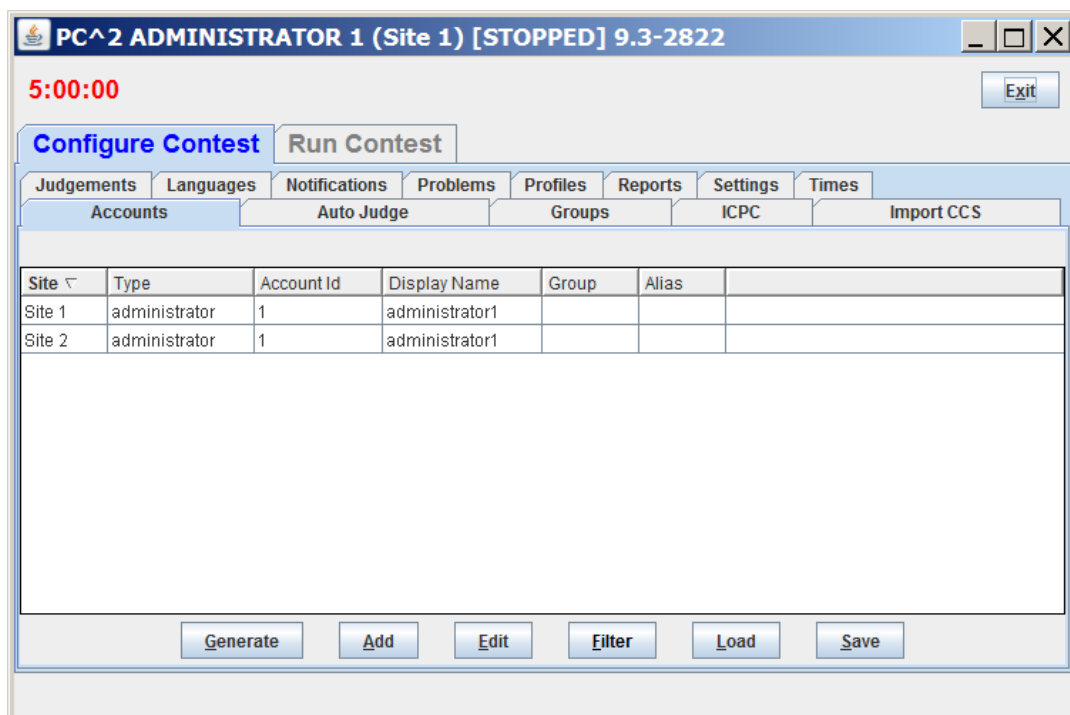 PC^2 ADMINISTRATOR 1 (Site 1) [STOPPED] 9.3-2822
5:00:00 Exit
Configure Contest Run Contest
Judgements Languages Notifications Problems Profiles Reports Settings Times
Accounts Auto Judge Groups ICPC Import CCS
Site Type Account Id Display Name Group Alias
Site 1 administrator 1 administrator1
Site 2 administrator 1 administrator1
Generate Add Edit Filter Load Save